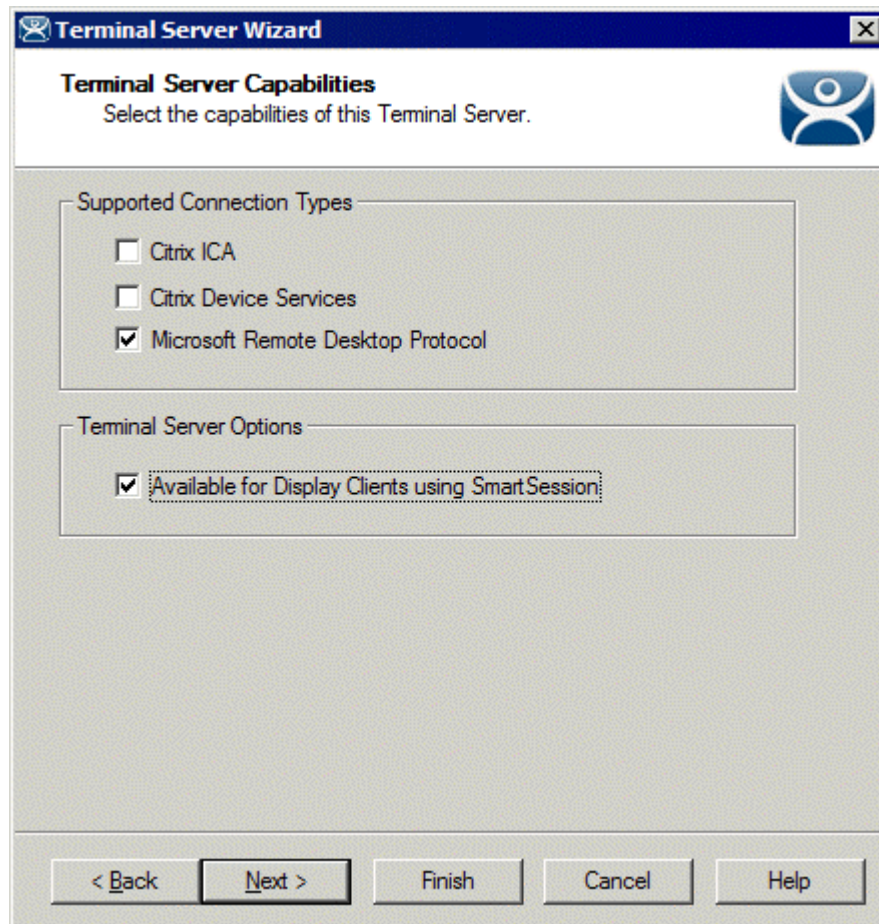 Terminal Server Wizard
Terminal Server Capabilities
Select the capabilities of this Terminal Server.
Supported Connection Types
Citrix ICA
Citrix Device Services
Microsoft Remote Desktop Protocol
Terminal Server Options
Available for Display Clients using SmartSession
< Back Next > Finish Cancel Help